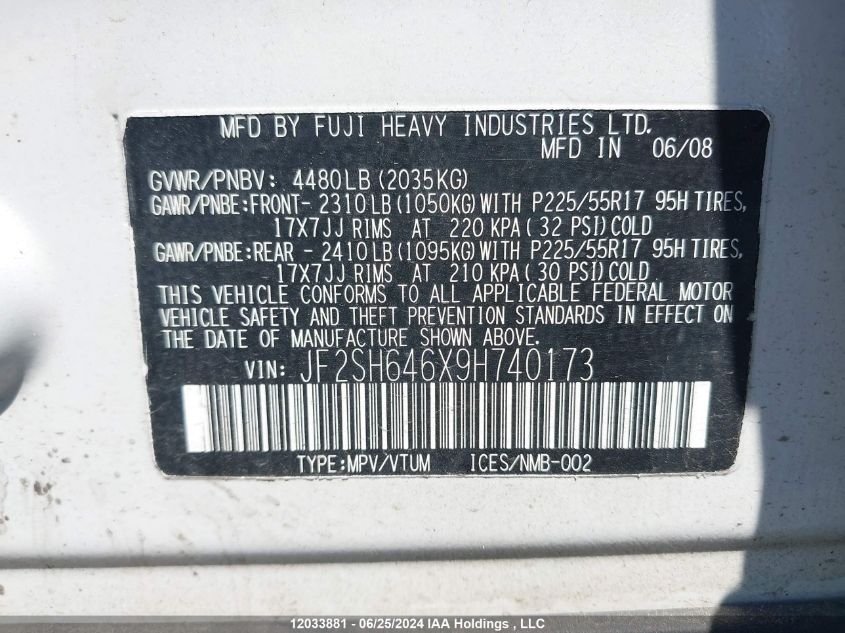 MFD BY FUJI HEAVY INDUSTRIES LTD.
MFD IN 06/08
GVWR/PNBV: 4480LB (2035KG)
GAWR/PNBE:FRONT- 2310 LB (1050KG) WITH P225/55R17 95H TIRES,
17X7JJ RIMS AT 220 KPA ( 32 PSI) COLD
GAWR/PNBE:REAR - 2410 LB (1095KG) WITH P225/55R17 95H TIRES,
17X7JJ RIMS AT 210 KPA ( 30 PSI) COLD
THIS VEHICLE CONFORMS TO ALL APPLICABLE FEDERAL MOTOR
VEHICLE SAFETY AND THEFT PREVENTION STANDARDS IN EFFECT ON
THE DATE OF MANUFACTURE SHOWN ABOVE.
VIN: JF2SH646X9H740173
TYPE:MPV/VTUM ICES/NMB-002
12033881 - 06/25/2024 IAA Holdings , LLC